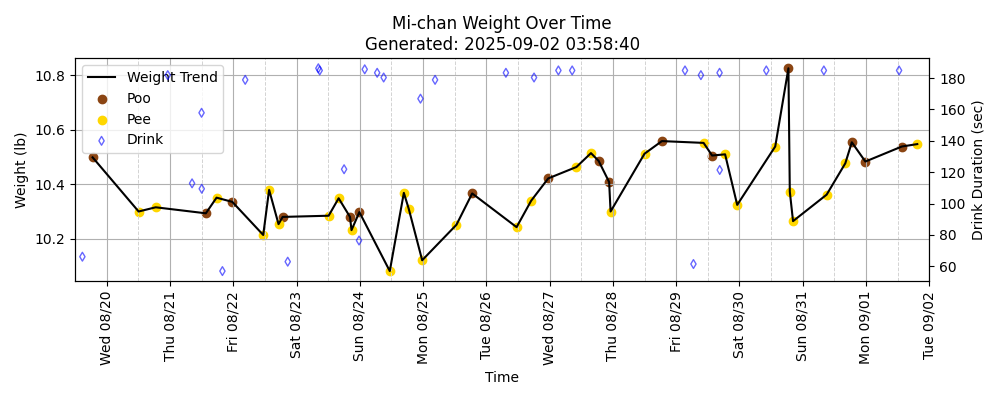 Mi-chan Weight Over Time
Generated: 2025-09-02 03:58:40
Weight (lb)
10.8
10.6
10.4
10.2
Weight Trend
Poo
Pee
Drink
180
160
140
120
100
80
60
Drink Duration (sec)
Wed 08/20
Thu 08/21
Fri 08/22
Sat 08/23
Sun 08/24
Mon 08/25
Tue 08/26
Wed 08/27
Thu 08/28
Fri 08/29
Sat 08/30
Sun 08/31
Mon 09/01
Tue 09/02
Time